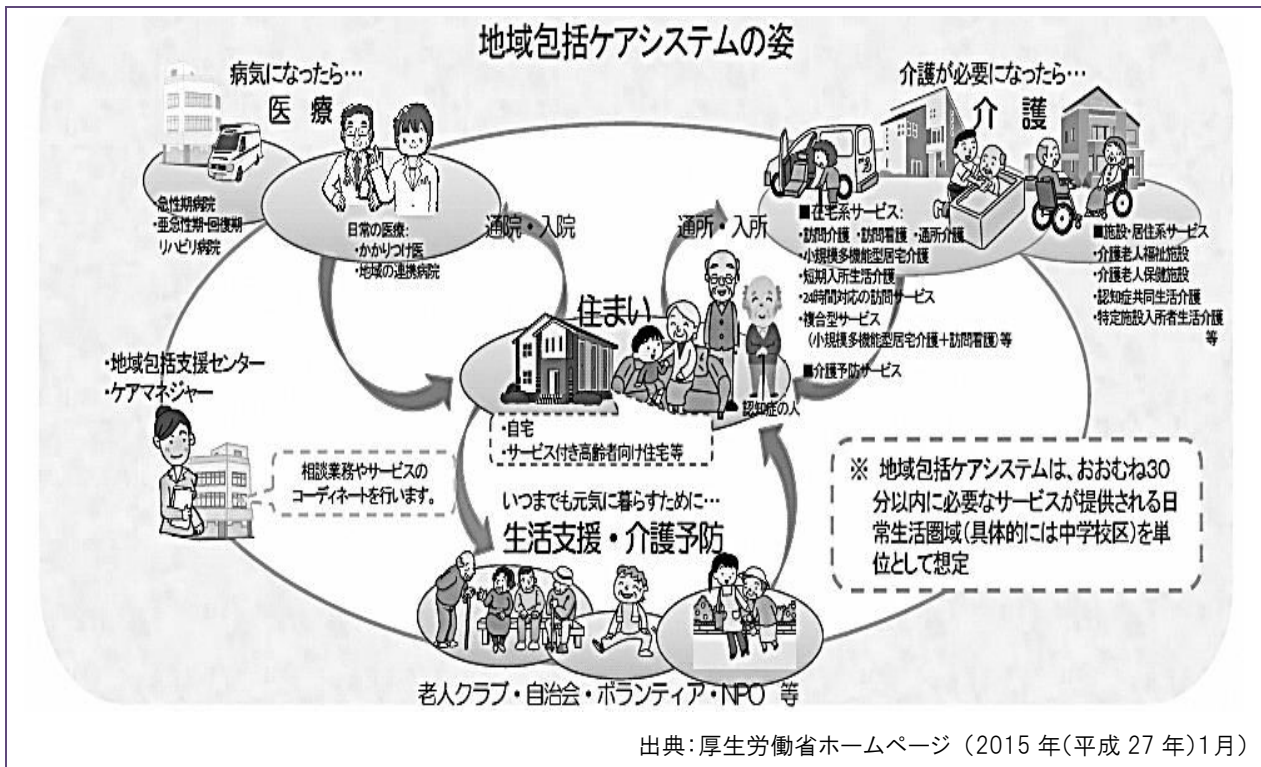 地域包括ケアシステムの姿
病気になったら…
医 療
急性期病院
・亜急性期・回復期
リハビリ病院
日常の医療:
・かかりつけ医
・地域の連携病院
通院・入院
通所・入所
介護が必要になったら…
介 護
■在宅系サービス:
・訪問介護 ・訪問看護 ・通所介護
・小規模多機能型居宅介護
・短期入所生活介護
・24時間対応の訪問サービス
・複合型サービス
(小規模多機能型居宅介護+訪問看護)等
■介護予防サービス
■施設・居住系サービス
・介護老人福祉施設
・介護老人保健施設
・認知症共同生活介護
・特定施設入所者生活介護
等
住まい
認知症の人
・自宅
・サービス付き高齢者向け住宅等
・地域包括支援センター
・ケアマネジャー
相談業務やサービスの
コーディネートを行います。
いつまでも元気に暮らすために…
生活支援・介護予防
老人クラブ・自治会・ボランティア・NPO 等
※ 地域包括ケアシステムは、おおむね30
分以内に必要なサービスが提供される日
常生活圏域(具体的には中学校区)を単
位として想定
出典:厚生労働省ホームページ (2015 年(平成 27 年)1月)